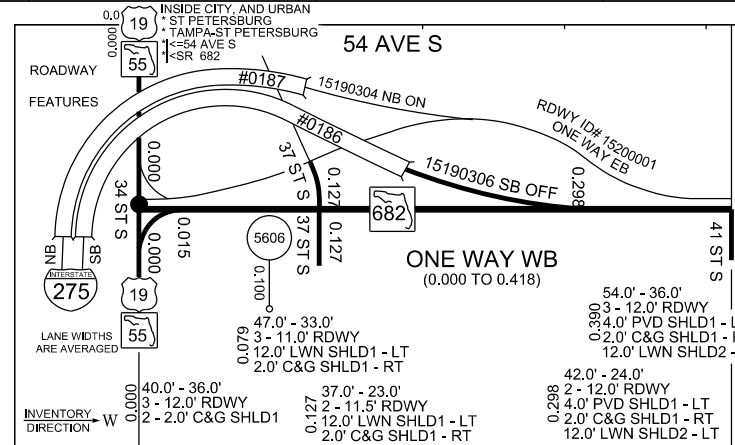 0.0
0.000
19
55
INSIDE CITY, AND URBAN
* ST PETERSBURG
* TAMPA-ST PETERSBURG
* <=54 AVE S
* <SR 682
54 AVE S
ROADWAY
FEATURES
#0187
15190304 NB ON
#0186
RDWY ID# 15200001
ONE WAY EB
15190306 SB OFF
0.000
37 ST S
0.127
0.298
34 ST S
682
0.015
0.000
5606
37 ST S
0.127
41 ST S
NB
SB
INTERSTATE
275
19
55
ONE WAY WB
(0.000 TO 0.418)
LANE WIDTHS
ARE AVERAGED
0.100
0.079
47.0' - 33.0'
3 - 11.0' RDWY
12.0' LWN SHLD1 - LT
2.0' C&G SHLD1 - RT
0.390
54.0' - 36.0'
3 - 12.0' RDWY
4.0' PVD SHLD1 - L
2.0' C&G SHLD1 -
12.0' LWN SHLD2 -
0.000
40.0' - 36.0'
3 - 12.0' RDWY
2 - 2.0' C&G SHLD1
0.127
37.0' - 23.0'
2 - 11.5' RDWY
12.0' LWN SHLD1 - LT
2.0' C&G SHLD1 - RT
0.298
42.0' - 24.0'
2 - 12.0' RDWY
4.0' PVD SHLD1 - LT
2.0' C&G SHLD1 - RT
12.0' LWN SHLD2 - LT
INVENTORY
DIRECTION
W